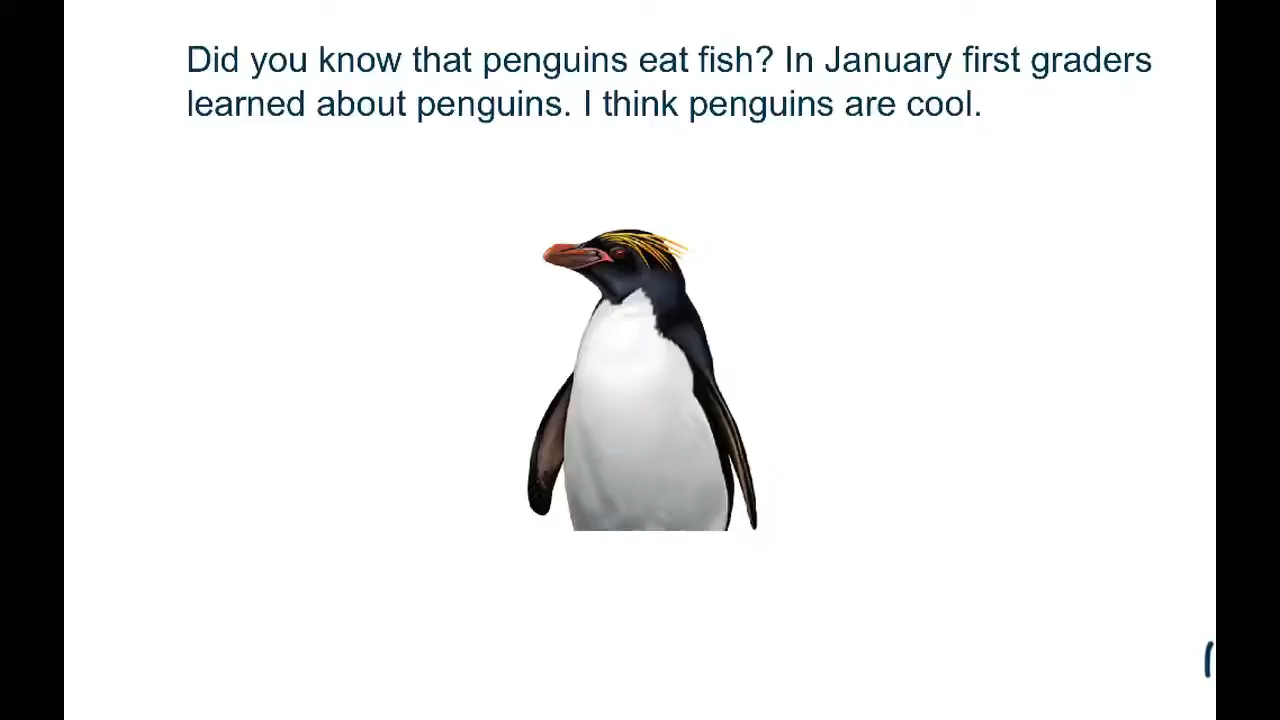 Did you know that penguins eat fish? In January first graders
learned about penguins. I think penguins are cool.